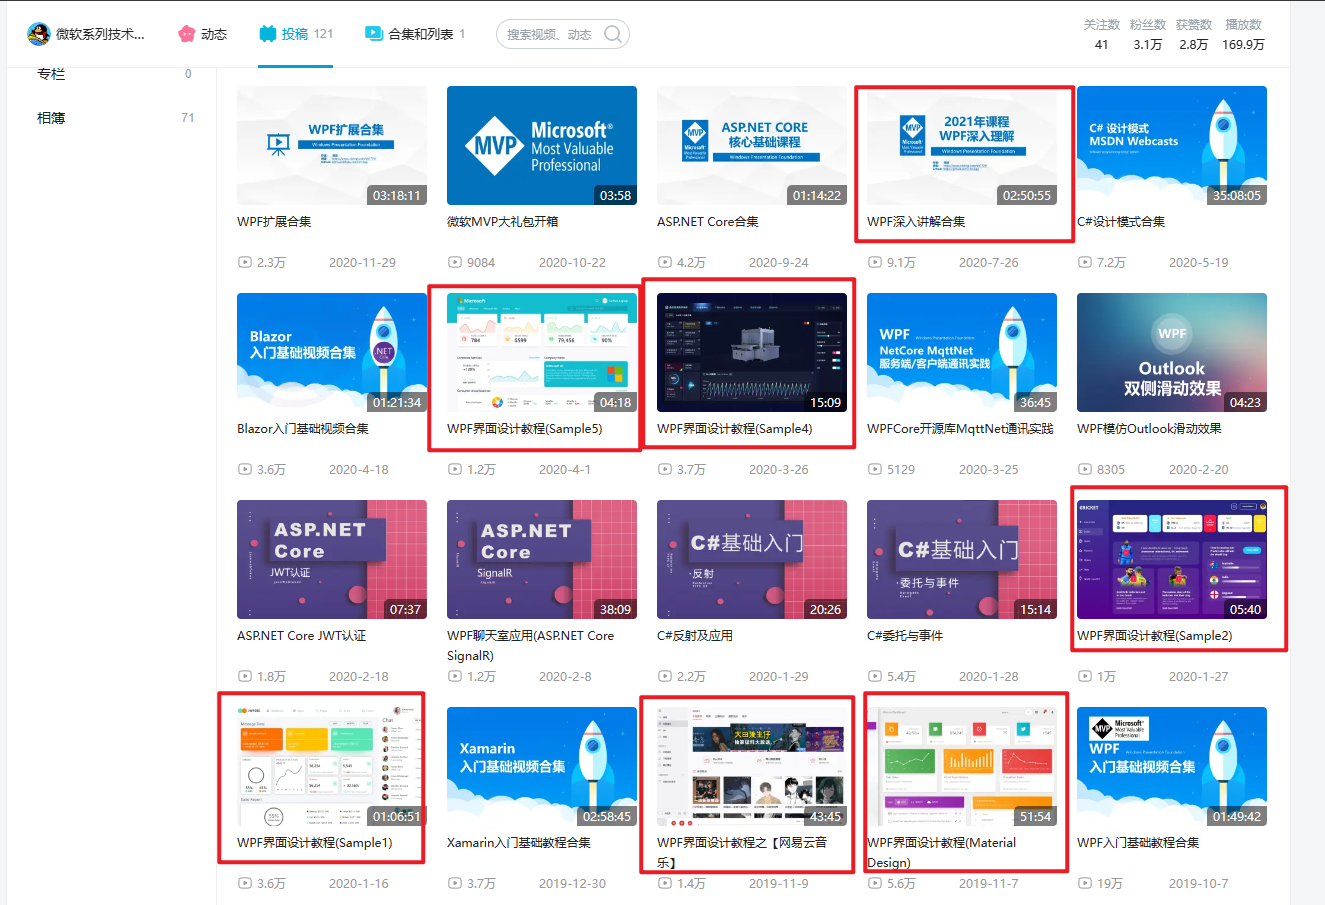 微软系列技术...
动态
投稿 121
合集和列表 1
搜索视频、动态
关注数 粉丝数 获赞数 播放数
41 3.1万 2.8万 169.9万
专栏 0
相簿 71
WPF扩展合集
Windows Presentation Foundation
03:18:11
MVP
Microsoft®
Most Valuable
Professional
03:58
MVP
ASP.NET CORE
核心基础课程
Windows Presentation Foundation
01:14:22
MVP
2021年课程
WPF深入理解
Windows Presentation Foundation
02:50:55
C# 设计模式
MSDN Webcasts
35:08:05
WPF扩展合集
微软MVP大礼包开箱
ASP.NET Core合集
WPF深入讲解合集
C#设计模式合集
2.3万 2020-11-29
9084 2020-10-22
4.2万 2020-9-24
9.1万 2020-7-26
7.2万 2020-5-19
Blazor
入门基础视频合集
.NET
Core
01:21:34
Microsoft
784 $599 79,456 90%
04:18
15:09
WPF Windows Presentation Foundation
NetCore MqttNet
服务端/客户端通讯实践
36:45
WPF
Outlook
双侧滑动效果
04:23
Blazor入门基础视频合集
WPF界面设计教程(Sample5)
WPF界面设计教程(Sample4)
WPFCore开源库MqttNet通讯实践
WPF模仿Outlook滑动效果
3.6万 2020-4-18
1.2万 2020-4-1
3.7万 2020-3-26
5129 2020-3-25
8305 2020-2-20
ASP.NET
Core
JWT认证
07:37
ASP.NET
Core
SignalR
38:09
C#基础入门
·反射
20:26
C#基础入门
·委托与事件
15:14
CRICKET
05:40
ASP.NET Core JWT认证
WPF聊天室应用(ASP.NET Core
SignalR)
C#反射及应用
C#委托与事件
WPF界面设计教程(Sample2)
1.8万 2020-2-18
1.2万 2020-2-8
2.2万 2020-1-29
5.4万 2020-1-28
1万 2020-1-27
Chat
01:06:51
Xamarin
入门基础视频合集
02:58:45
43:45
51:54
MVP Microsoft®
Most Valuable
Professional
WPF Windows Presentation Foundation
入门基础视频合集
01:49:42
WPF界面设计教程(Sample1)
Xamarin入门基础教程合集
WPF界面设计教程之【网易云音
乐】
WPF界面设计教程(Material
Design)
WPF入门基础教程合集
3.6万 2020-1-16
3.7万 2019-12-30
1.4万 2019-11-9
5.6万 2019-11-7
19万 2019-10-7